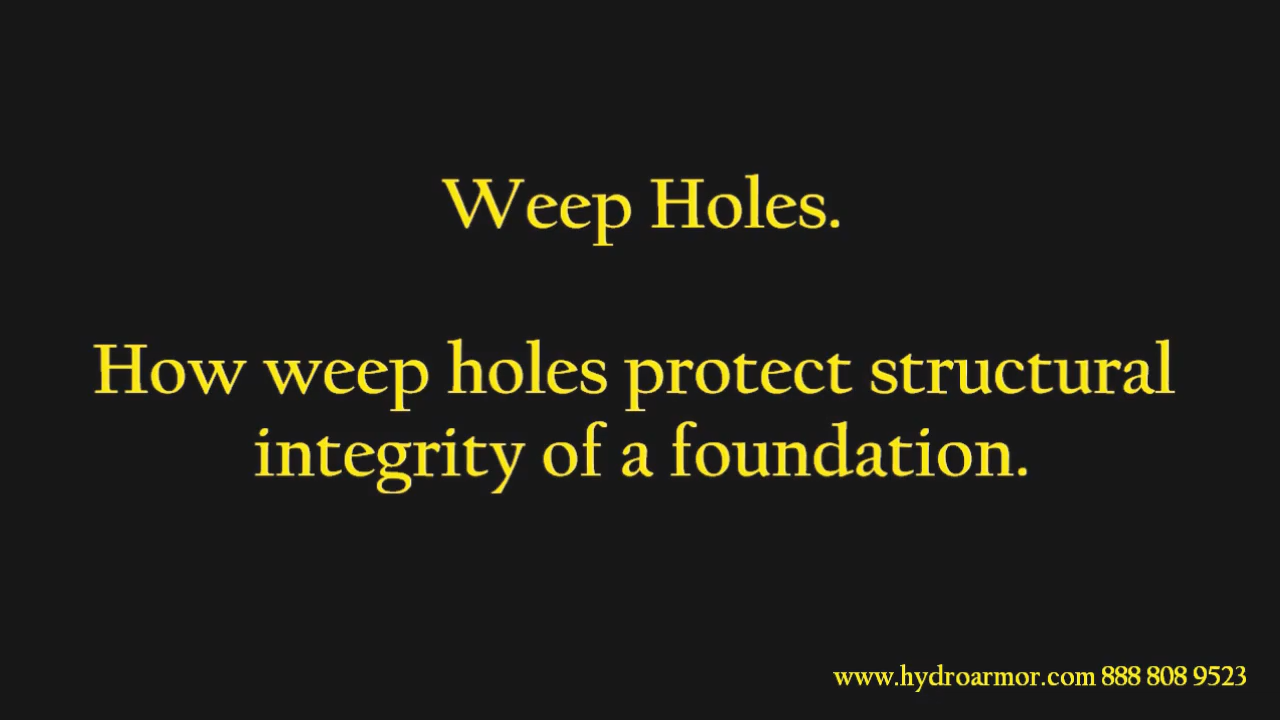 Weep Holes.
How weep holes protect structural
integrity of a foundation.
www.hydroarmor.com 888 808 9523